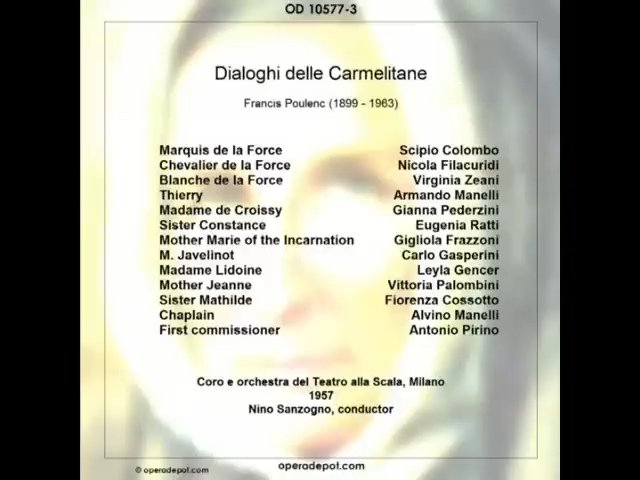 OD 10577-3
Dialoghi delle Carmelitane
Francis Poulenc (1899 - 1963)
Marquis de la Force Scipio Colombo
Chevalier de la Force Nicola Filacuridi
Blanche de la Force Virginia Zeani
Thierry Armando Manelli
Madame de Croissy Gianna Pederzini
Sister Constance Eugenia Ratti
Mother Marie of the Incarnation Gigliola Frazzoni
M. Javelinot Carlo Gasperini
Madame Lidoine Leyla Gencer
Mother Jeanne Vittoria Palombini
Sister Mathilde Fiorenza Cossotto
Chaplain Alvino Manelli
First commissioner Antonio Pirino
Coro e orchestra del Teatro alla Scala, Milano
1957
Nino Sanzogno, conductor
© operadepot.com operadepot.com